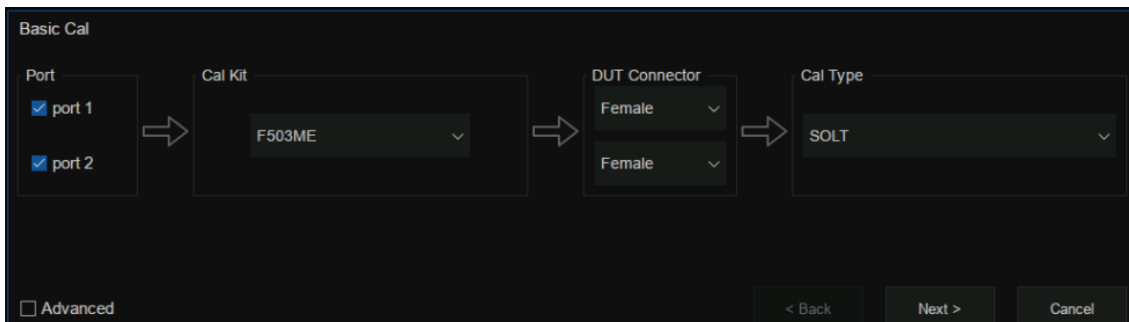 Basic Cal
Port
port 1
port 2
Cal Kit
F503ME
DUT Connector
Female
Female
Cal Type
SOLT
Advanced
< Back
Next >
Cancel